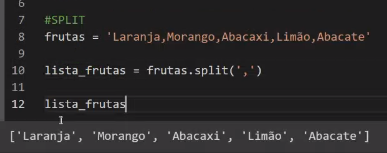 6
7 #SPLIT
8 frutas = 'Laranja,Morango,Abacaxi,Limão,Abacate'
9
10 lista_frutas = frutas.split(',')
11
12 lista_frutas
['Laranja', 'Morango', 'Abacaxi', 'Limão', 'Abacate']